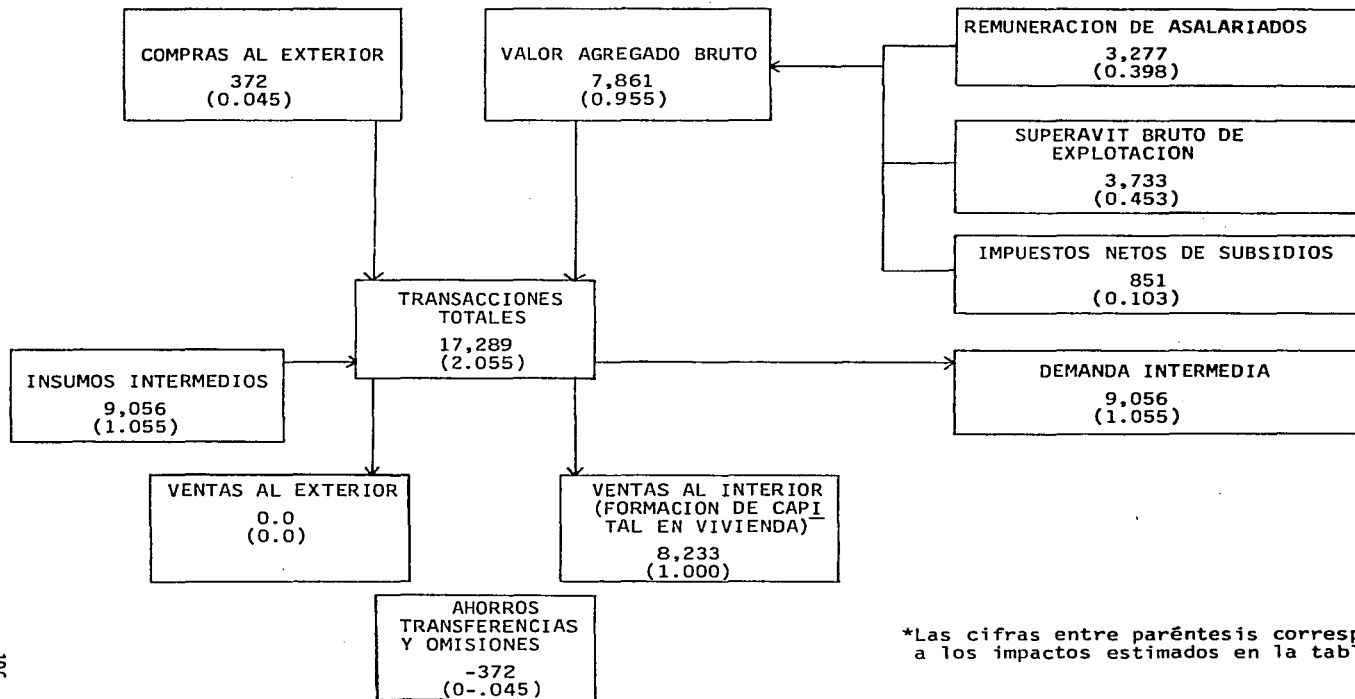 COMPRAS AL EXTERIOR
372
(0.045)
VALOR AGREGADO BRUTO
7,861
(0.955)
REMUNERACION DE ASALARIADOS
3,277
(0.398)
SUPERAVIT BRUTO DE
EXPLOTACION
3,733
(0.453)
IMPUESTOS NETOS DE SUBSIDIOS
851
(0.103)
TRANSACCIONES
TOTALES
17,289
(2.055)
INSUMOS INTERMEDIOS
9,056
(1.055)
DEMANDA INTERMEDIA
9,056
(1.055)
VENTAS AL EXTERIOR
0.0
(0.0)
VENTAS AL INTERIOR
(FORMACION DE CAPI
TAL EN VIVIENDA)
8,233
(1.000)
AHORROS
TRANSFERENCIAS
Y OMISIONES
-372
(0-.045)
*Las cifras entre paréntesis corresp
a los impactos estimados en la tab